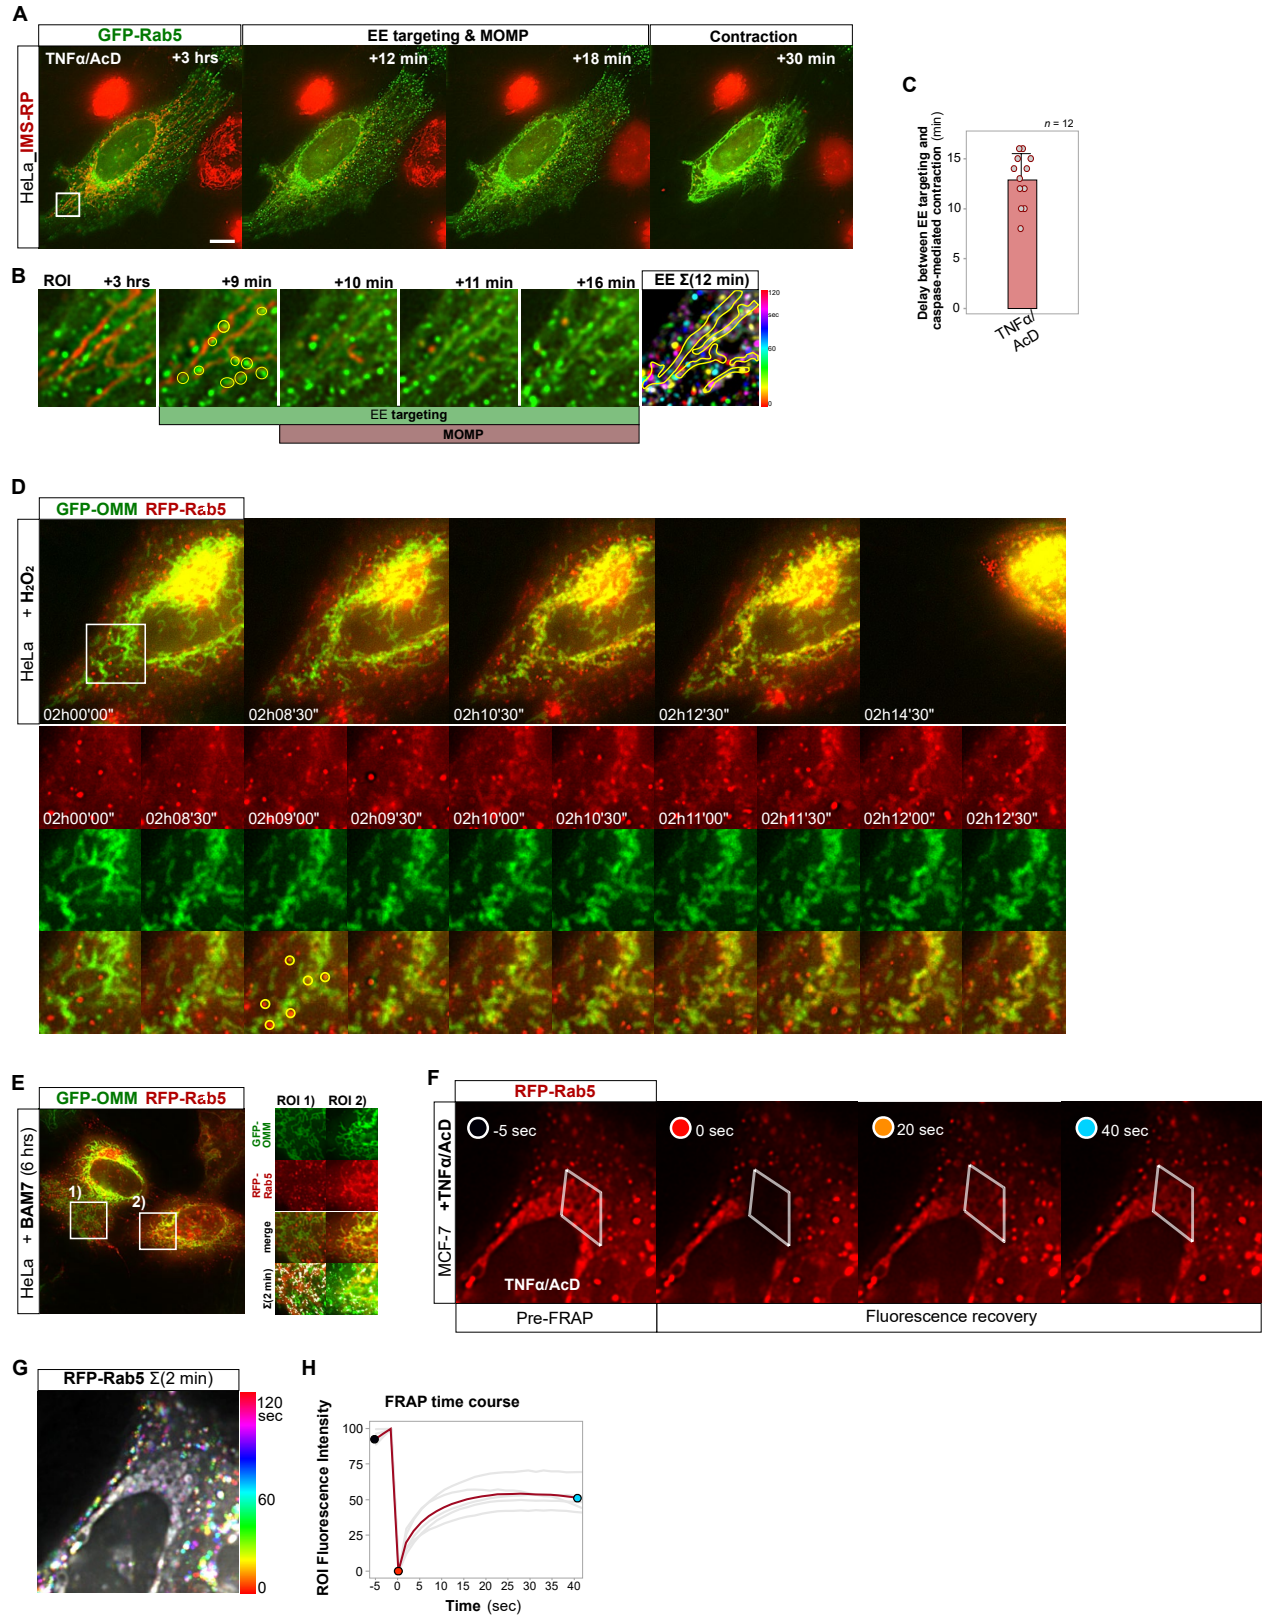 A
GFP-Rab5
EE targeting & MOMP
Contraction
HeLa_IMS-RP
TNFα/AcD
+3 hrs
+12 min
+18 min
+30 min
B
ROI
+3 hrs
+9 min
+10 min
+11 min
+16 min
EE Σ(12 min)
120
sec
60
0
EE targeting
MOMP
C
n = 12
Delay between EE targeting and
caspase-mediated contraction (min)
15
10
5
0
TNFα/
AcD
D
GFP-OMM RFP-Rab5
HeLa + H₂O₂
02h00'00"
02h08'30"
02h10'30"
02h12'30"
02h14'30"
02h00'00"
02h08'30"
02h09'00"
02h09'30"
02h10'00"
02h10'30"
02h11'00"
02h11'30"
02h12'00"
02h12'30"
E
GFP-OMM RFP-Rab5
HeLa + BAM7 (6 hrs)
1)
2)
ROI 1)
ROI 2)
GFP-
OMM
RFP-
Rab5
merge
Σ(2 min)
F
RFP-Rab5
MCF-7 +TNFα/AcD
-5 sec
0 sec
20 sec
40 sec
TNFα/AcD
Pre-FRAP
Fluorescence recovery
G
RFP-Rab5 Σ(2 min)
120
sec
60
0
H
FRAP time course
ROI Fluorescence Intensity
100
75
50
25
0
-5 0 5 10 15 20 25 30 35 40
Time (sec)